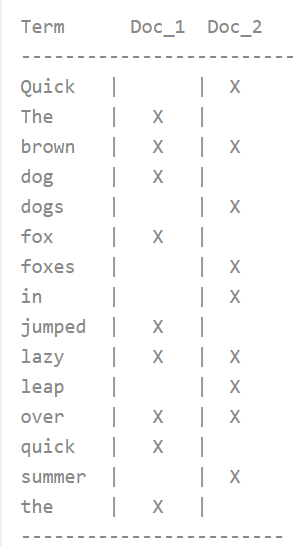 Term Doc_1 Doc_2
-------------------------
Quick | | X
The | X |
brown | X | X
dog | X |
dogs | | X
fox | X |
foxes | | X
in | | X
jumped | X |
lazy | X | X
leap | | X
over | X | X
quick | X |
summer | | X
the | X |
------------------------